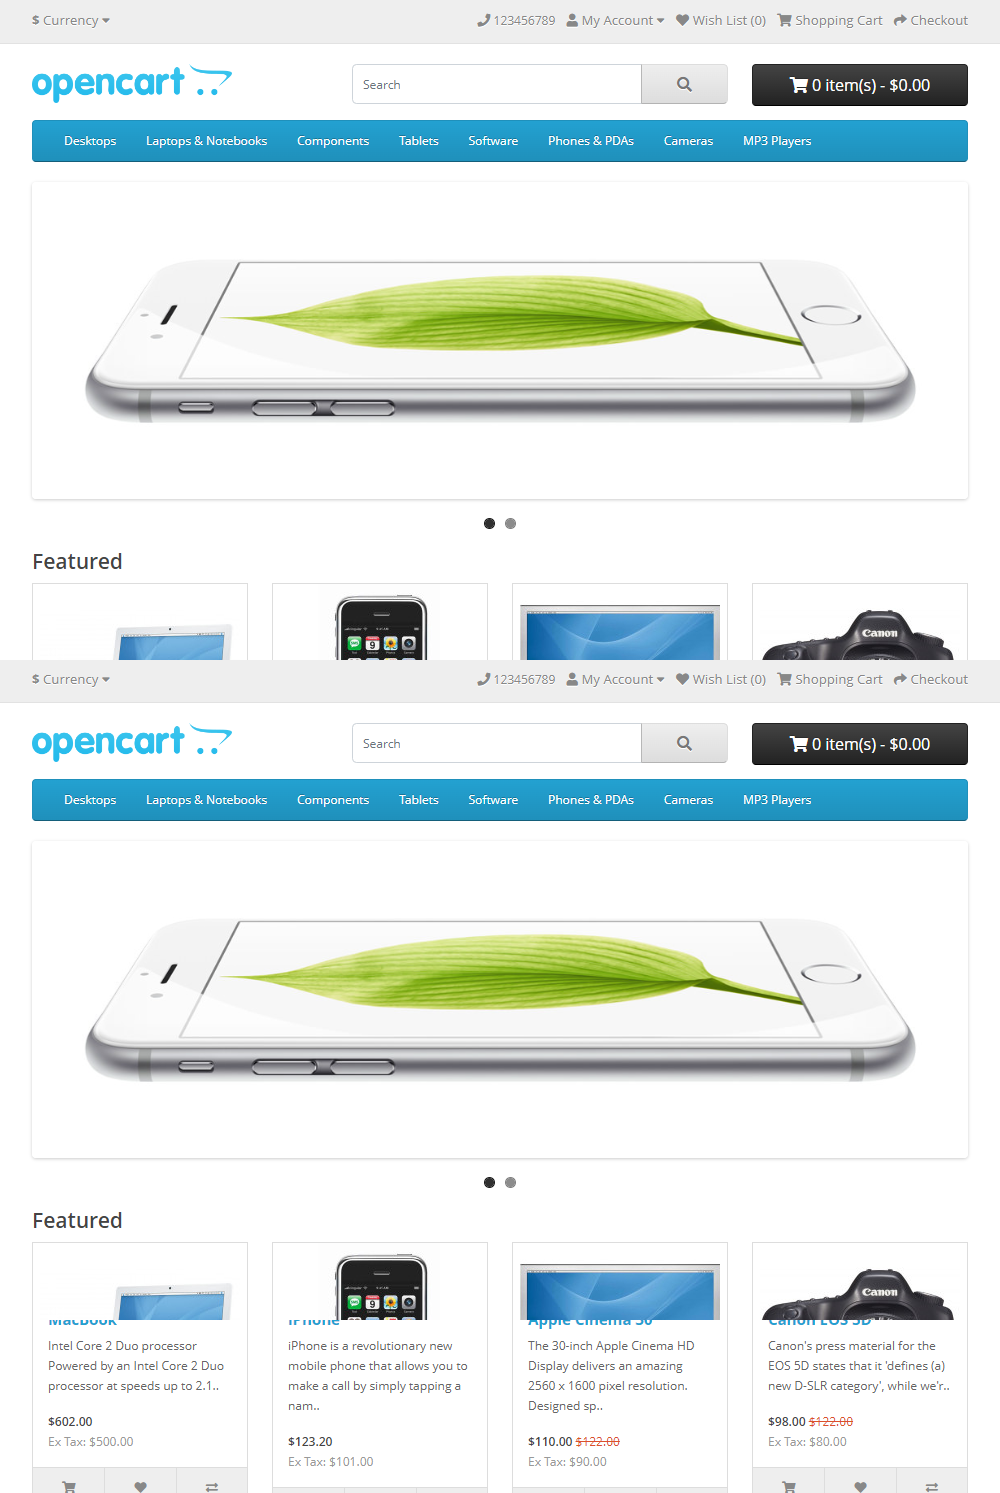 $ Currency
123456789 My Account Wish List (0) Shopping Cart Checkout
opencart
Search
0 item(s) - $0.00
Desktops Laptops & Notebooks Components Tablets Software Phones & PDAs Cameras MP3 Players
Featured
Canon
$ Currency
123456789 My Account Wish List (0) Shopping Cart Checkout
opencart
Search
0 item(s) - $0.00
Desktops Laptops & Notebooks Components Tablets Software Phones & PDAs Cameras MP3 Players
Featured
Canon
MacBook
Intel Core 2 Duo processor
Powered by an Intel Core 2 Duo
processor at speeds up to 2.1..
$602.00
Ex Tax: $500.00
iPhone
iPhone is a revolutionary new
mobile phone that allows you to
make a call by simply tapping a
nam..
$123.20
Ex Tax: $101.00
Apple Cinema 30"
The 30-inch Apple Cinema HD
Display delivers an amazing
2560 x 1600 pixel resolution.
Designed sp..
$110.00 $122.00
Ex Tax: $90.00
Canon EOS 5D
Canon's press material for the
EOS 5D states that it 'defines (a)
new D-SLR category', while we'r..
$98.00 $122.00
Ex Tax: $80.00